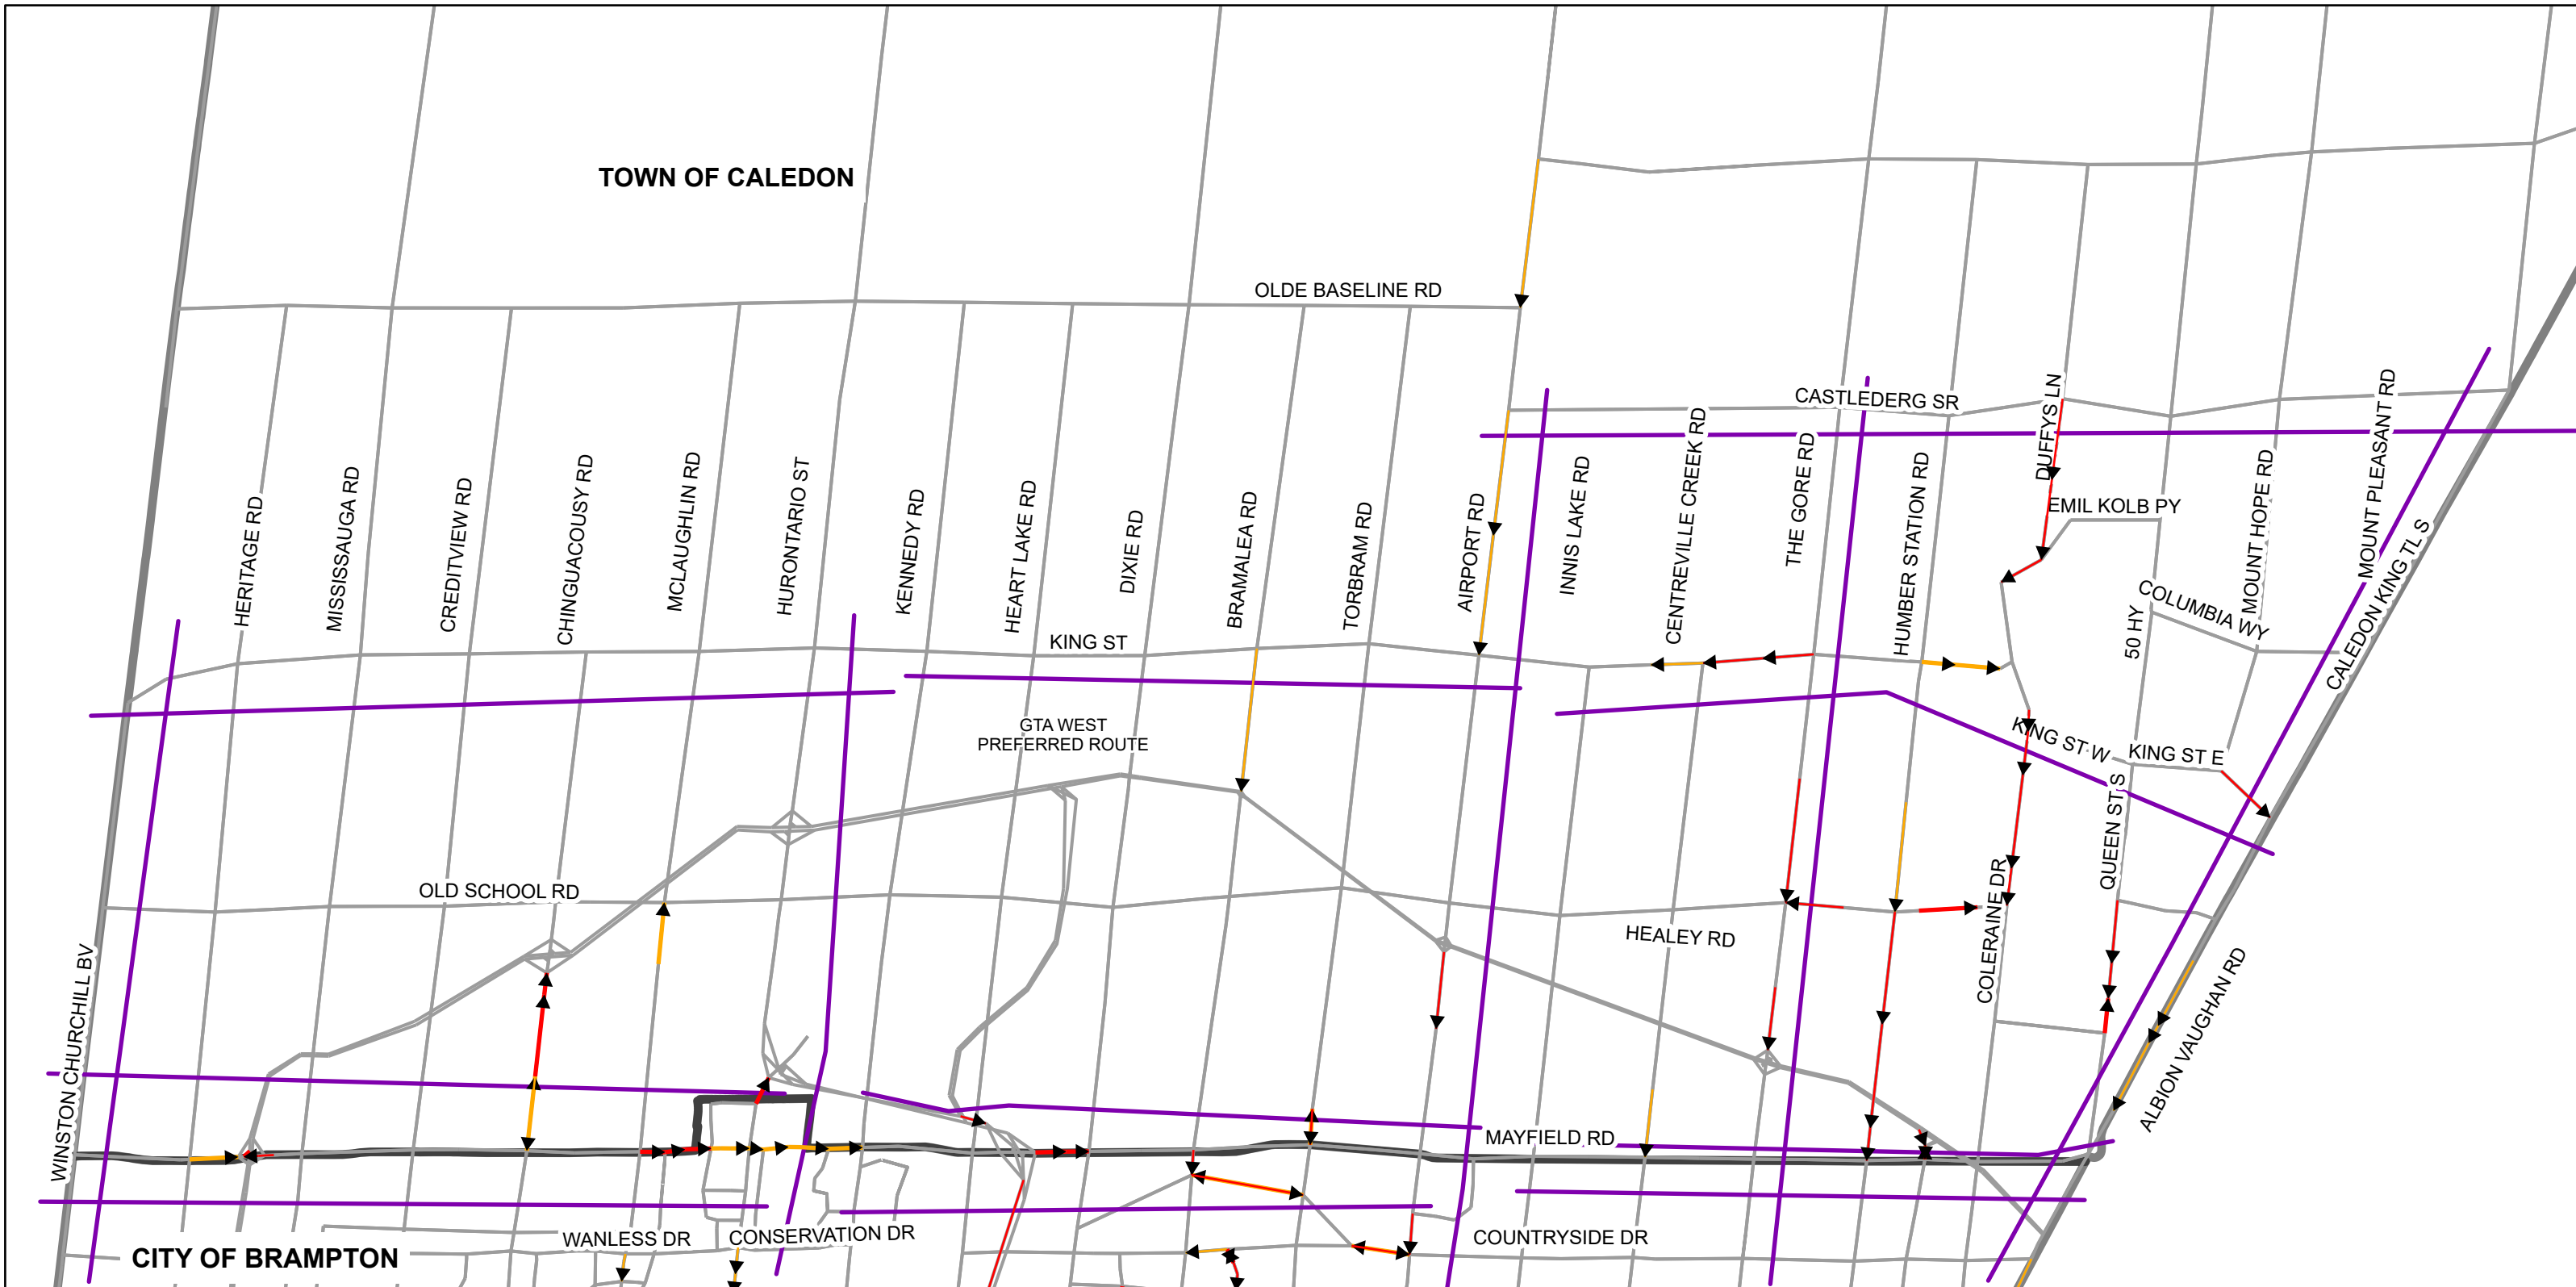 TOWN OF CALEDON
OLDE BASELINE RD
CASTLEDERG SR
DUFFYS LN
HERITAGE RD
MISSISSAUGA RD
CREDITVIEW RD
CHINGUACOUSY RD
MCLAUGHLIN RD
HURONTARIO ST
KENNEDY RD
HEART LAKE RD
DIXIE RD
BRAMALEA RD
TORBRAM RD
AIRPORT RD
INNIS LAKE RD
CENTREVILLE CREEK RD
THE GORE RD
HUMBER STATION RD
EMIL KOLB PY
MOUNT HOPE RD
MOUNT PLEASANT RD
COLUMBIA WY
50 HY
CALEDON KING TL S
KING ST
GTA WEST
PREFERRED ROUTE
KING ST W
KING ST E
QUEEN ST S
OLD SCHOOL RD
HEALEY RD
COLERAINE DR
WINSTON CHURCHILL BV
ALBION VAUGHAN RD
MAYFIELD RD
WANLESS DR
CONSERVATION DR
COUNTRYSIDE DR
CITY OF BRAMPTON